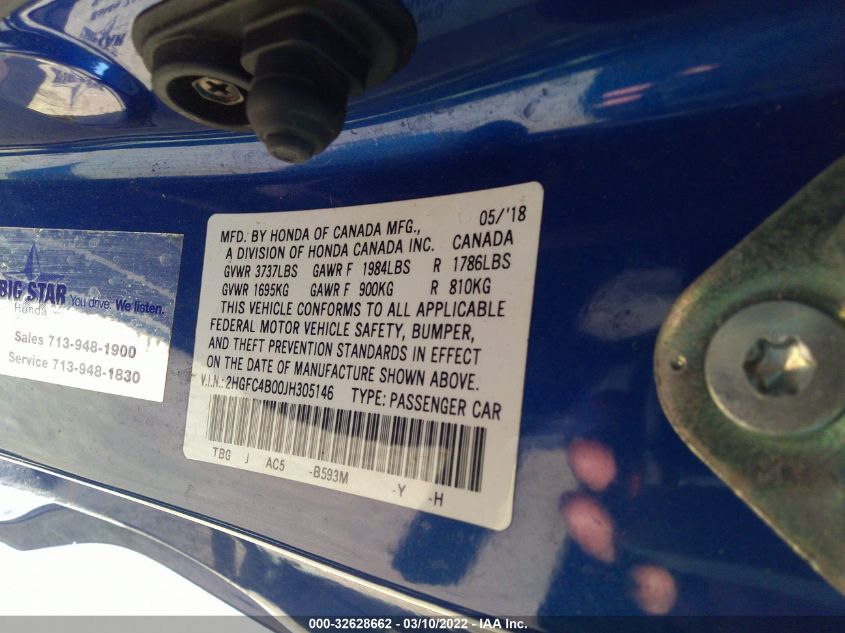 05/'18
MFD. BY HONDA OF CANADA MFG.,
A DIVISION OF HONDA CANADA INC. CANADA
GVWR 3737LBS GAWR F 1984LBS R 1786LBS
GVWR 1695KG GAWR F 900KG R 810KG
THIS VEHICLE CONFORMS TO ALL APPLICABLE
FEDERAL MOTOR VEHICLE SAFETY, BUMPER,
AND THEFT PREVENTION STANDARDS IN EFFECT
ON THE DATE OF MANUFACTURE SHOWN ABOVE.
V.I.N.: 2HGFC4B00JH305146 TYPE: PASSENGER CAR
TBG J AC5 -B593M -Y -H
BIG STAR
Honda
You drive. We listen.
Sales 713-948-1900
Service 713-948-1830
000-32628662 - 03/10/2022 - IAA Inc.